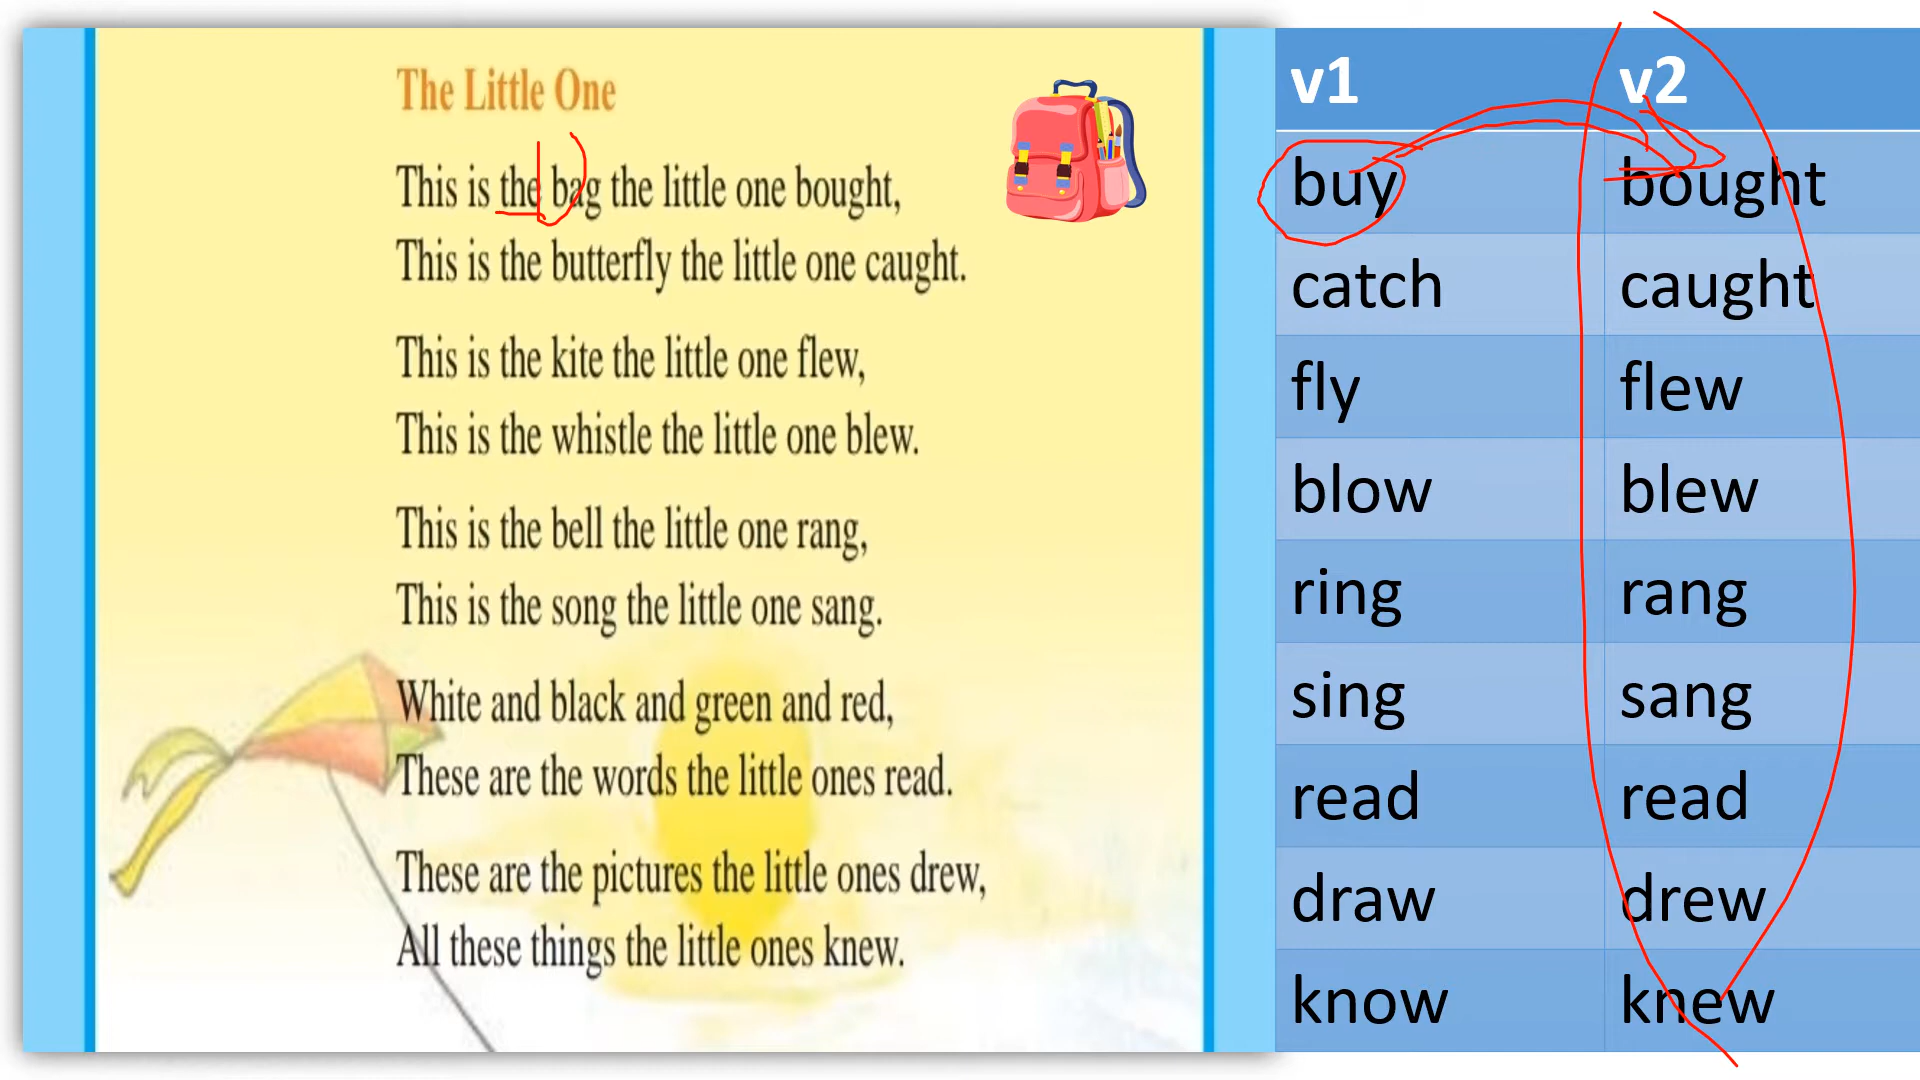 The Little One
This is the bag the little one bought,
This is the butterfly the little one caught.
This is the kite the little one flew,
This is the whistle the little one blew.
This is the bell the little one rang,
This is the song the little one sang.
White and black and green and red,
These are the words the little ones read.
These are the pictures the little ones drew,
All these things the little ones knew.
v1 v2
buy bought
catch caught
fly flew
blow blew
ring rang
sing sang
read read
draw drew
know knew